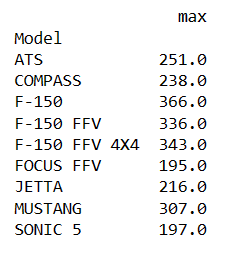 max
Model
ATS 251.0
COMPASS 238.0
F-150 366.0
F-150 FFV 336.0
F-150 FFV 4X4 343.0
FOCUS FFV 195.0
JETTA 216.0
MUSTANG 307.0
SONIC 5 197.0